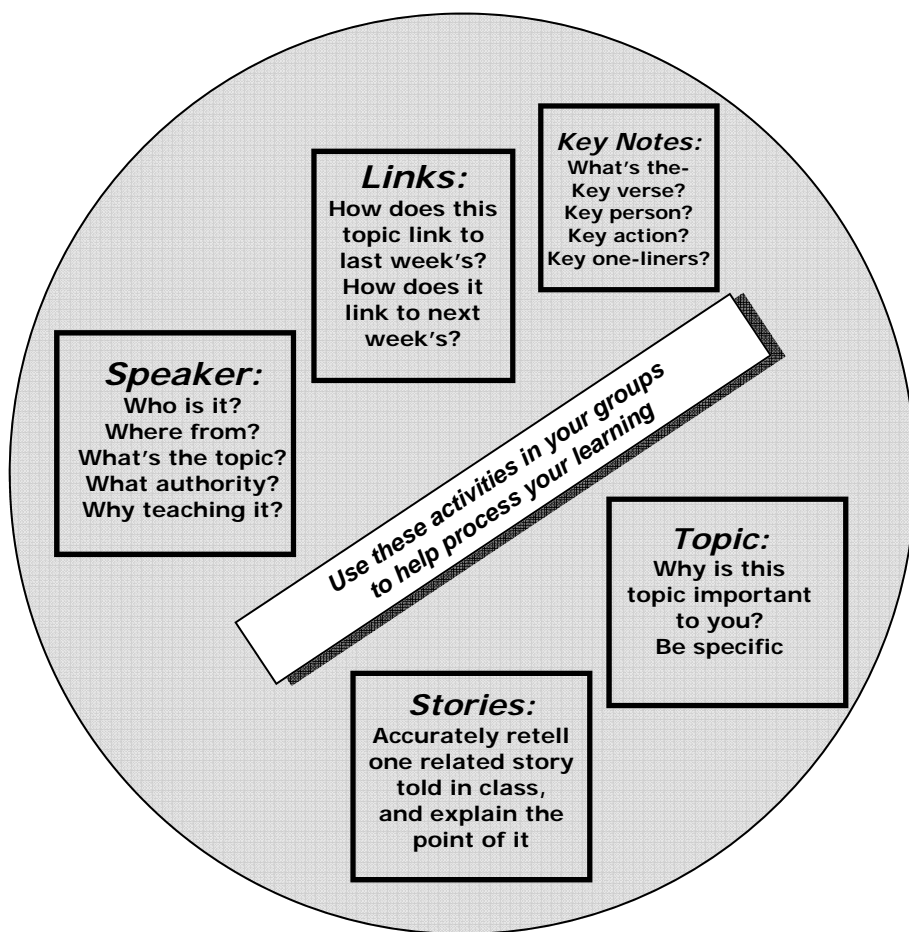 Key Notes:
What's the-
Key verse?
Key person?
Key action?
Key one-liners?
Links:
How does this
topic link to
last week's?
How does it
link to next
week's?
Speaker:
Who is it?
Where from?
What's the topic?
What authority?
Why teaching it?
Use these activities in your groups
to help process your learning
Topic:
Why is this
topic important
to you?
Be specific
Stories:
Accurately retell
one related story
told in class,
and explain the
point of it